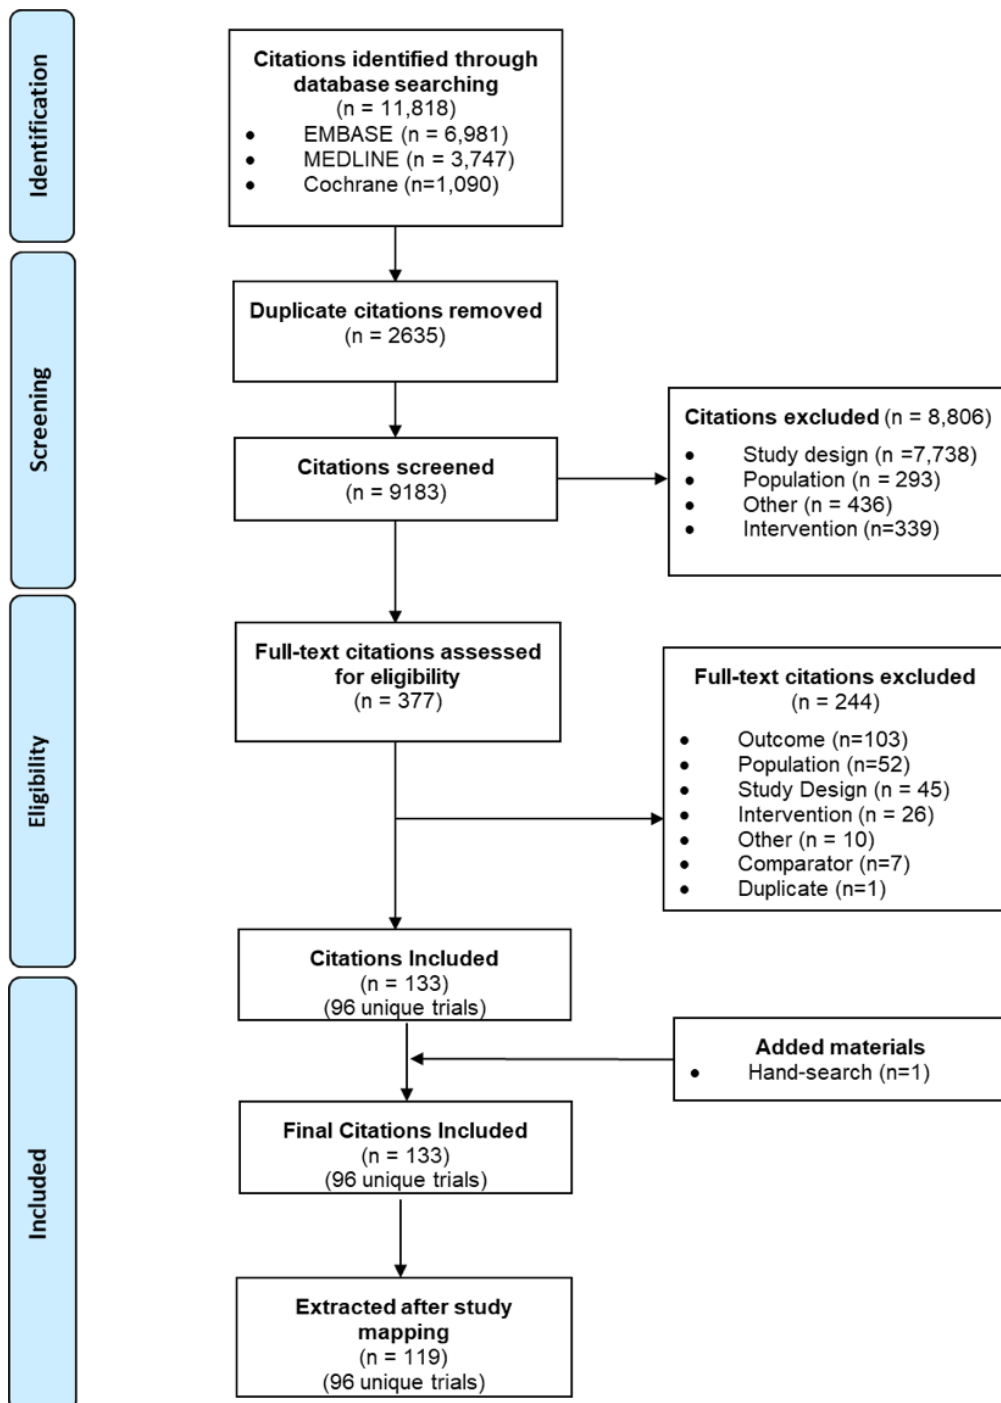 Identification
Citations identified through
database searching
(n = 11,818)
• EMBASE (n = 6,981)
• MEDLINE (n = 3,747)
• Cochrane (n=1,090)
Screening
Duplicate citations removed
(n = 2635)
Citations screened
(n = 9183)
Citations excluded (n = 8,806)
• Study design (n =7,738)
• Population (n = 293)
• Other (n = 436)
• Intervention (n=339)
Eligibility
Full-text citations assessed
for eligibility
(n = 377)
Full-text citations excluded
(n = 244)
• Outcome (n=103)
• Population (n=52)
• Study Design (n = 45)
• Intervention (n = 26)
• Other (n = 10)
• Comparator (n=7)
• Duplicate (n=1)
Citations Included
(n = 133)
(96 unique trials)
Included
Added materials
• Hand-search (n=1)
Final Citations Included
(n = 133)
(96 unique trials)
Extracted after study
mapping
(n = 119)
(96 unique trials)